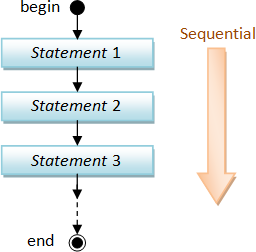 begin
Sequential
Statement 1
Statement 2
Statement 3
end